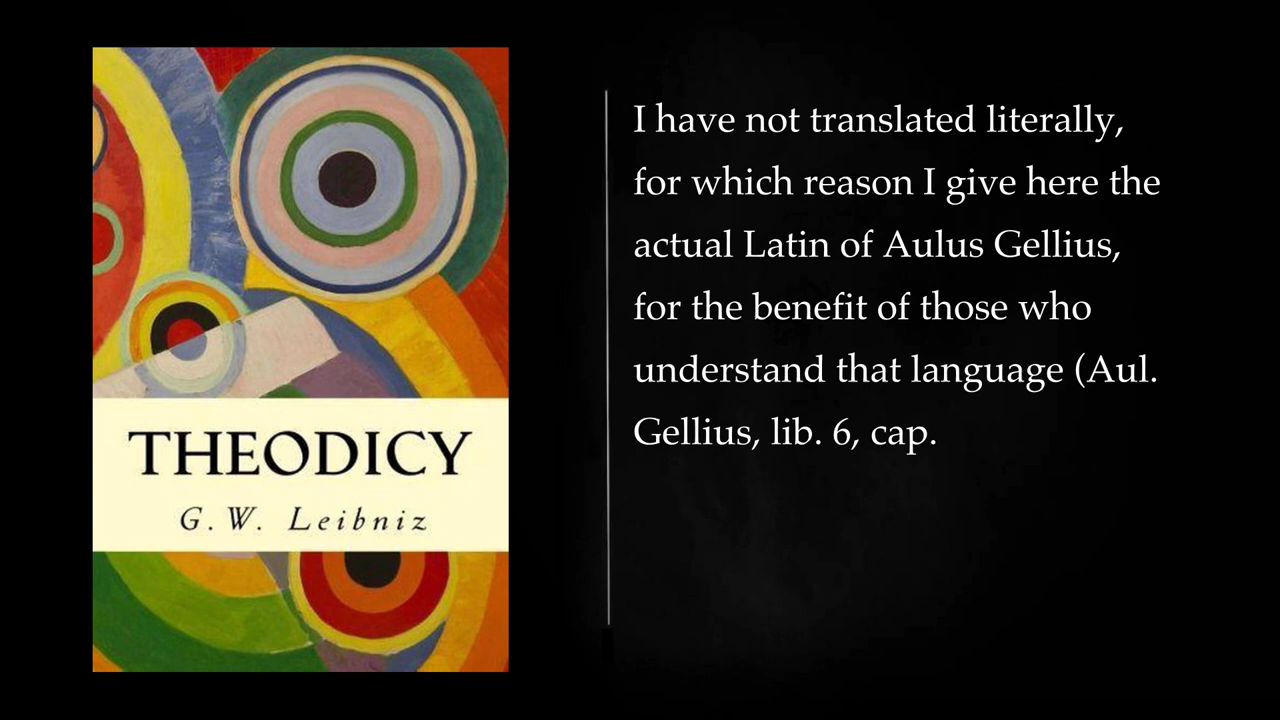 THEODICY
G. W. Leibniz
I have not translated literally,
for which reason I give here the
actual Latin of Aulus Gellius,
for the benefit of those who
understand that language (Aul.
Gellius, lib. 6, cap.